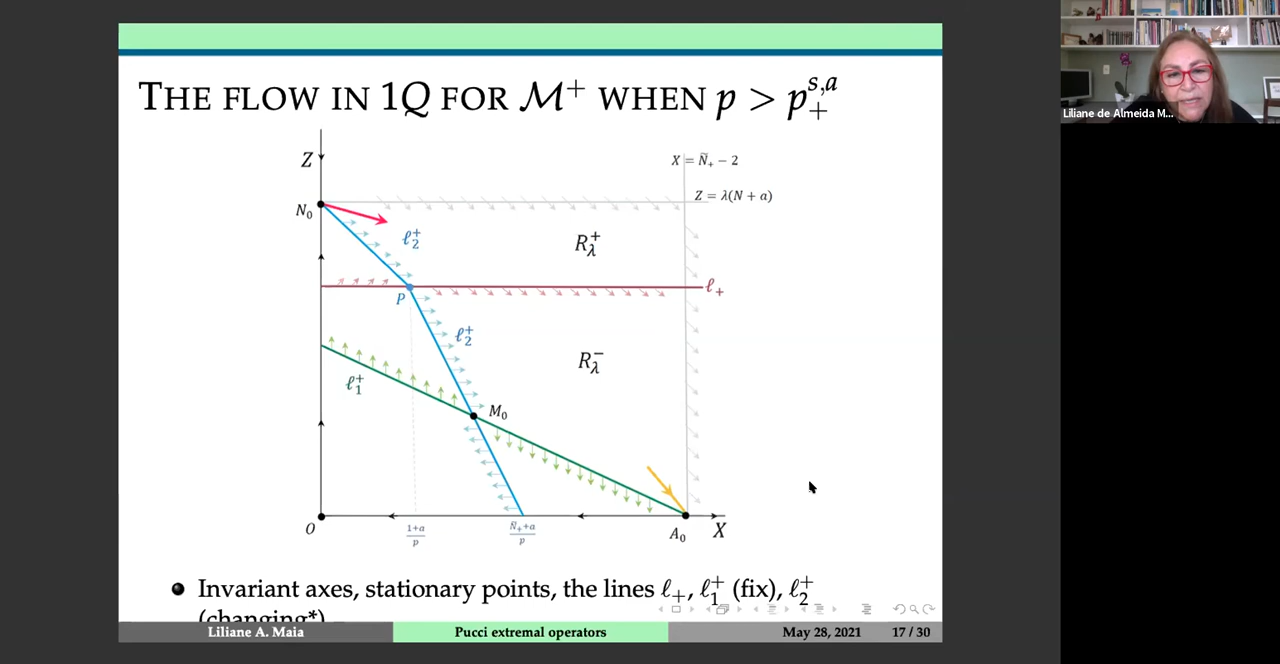 THE FLOW IN 1Q FOR ℳ⁺ WHEN p > p₊^{s,a}
Z
X = Ñ₊ − 2
Z = λ(N + a)
N₀
ℓ₂⁺
R_λ⁺
ℓ₊
P
ℓ₂⁺
R_λ⁻
ℓ₁⁺
M₀
O
1+a/p
Ñ₊+a/p
A₀
X
Invariant axes, stationary points, the lines ℓ₊, ℓ₁⁺ (fix), ℓ₂⁺
(changing*)
Liliane A. Maia
Pucci extremal operators
May 28, 2021
17 / 30
Liliane de Almeida M...